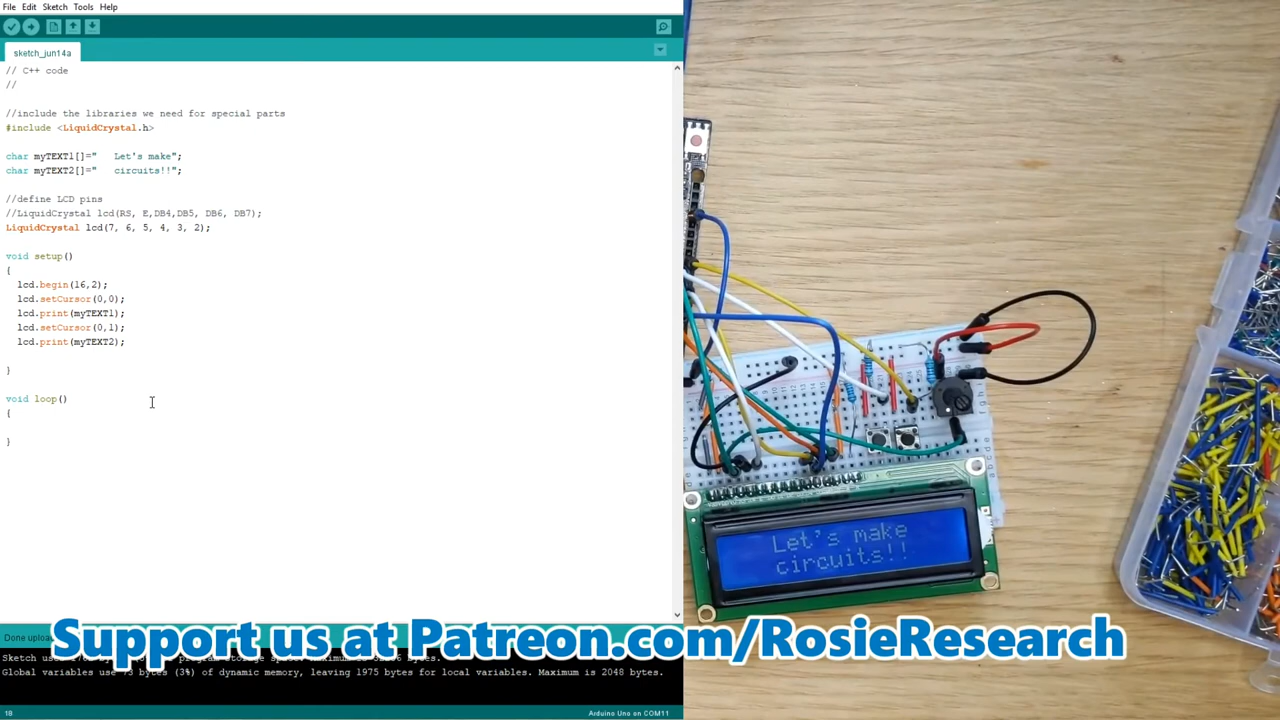 File Edit Sketch Tools Help
sketch_jun14a
// C++ code
//
//include the libraries we need for special parts
#include <LiquidCrystal.h>
char myTEXT1[]="   Let's make";
char myTEXT2[]="   circuits!!";
//define LCD pins
//LiquidCrystal lcd(RS, E,DB4,DB5, DB6, DB7);
LiquidCrystal lcd(7, 6, 5, 4, 3, 2);
void setup()
{
  lcd.begin(16,2);
  lcd.setCursor(0,0);
  lcd.print(myTEXT1);
  lcd.setCursor(0,1);
  lcd.print(myTEXT2);
}
void loop()
{
}
Let's make
circuits!!
Done
Support us at Patreon.com/RosieResearch
Sketch
Global variables use bytes (3%) of dynamic memory, leaving 1975 bytes for local variables. Maximum is 2048 bytes.
18
Arduino Uno on COM11